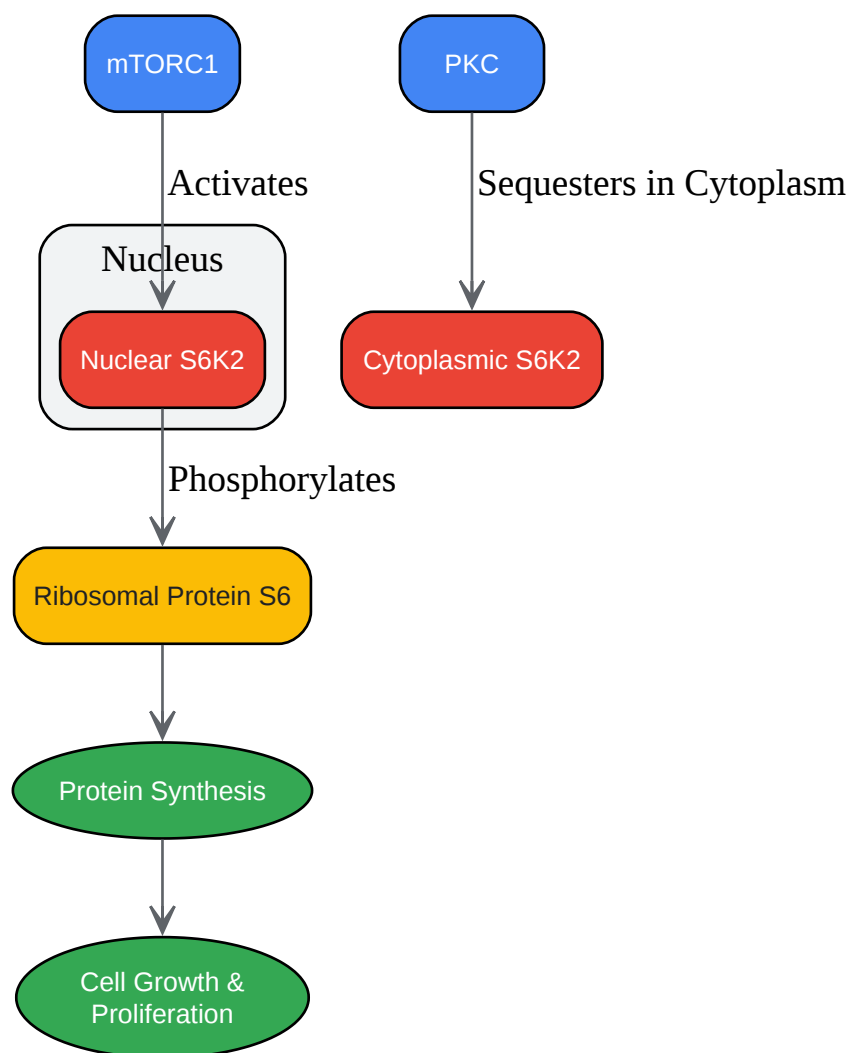 mTORC1
PKC
Activates
Sequesters in Cytoplasm
Nucleus
Nuclear S6K2
Cytoplasmic S6K2
Phosphorylates
Ribosomal Protein S6
Protein Synthesis
Cell Growth &
Proliferation